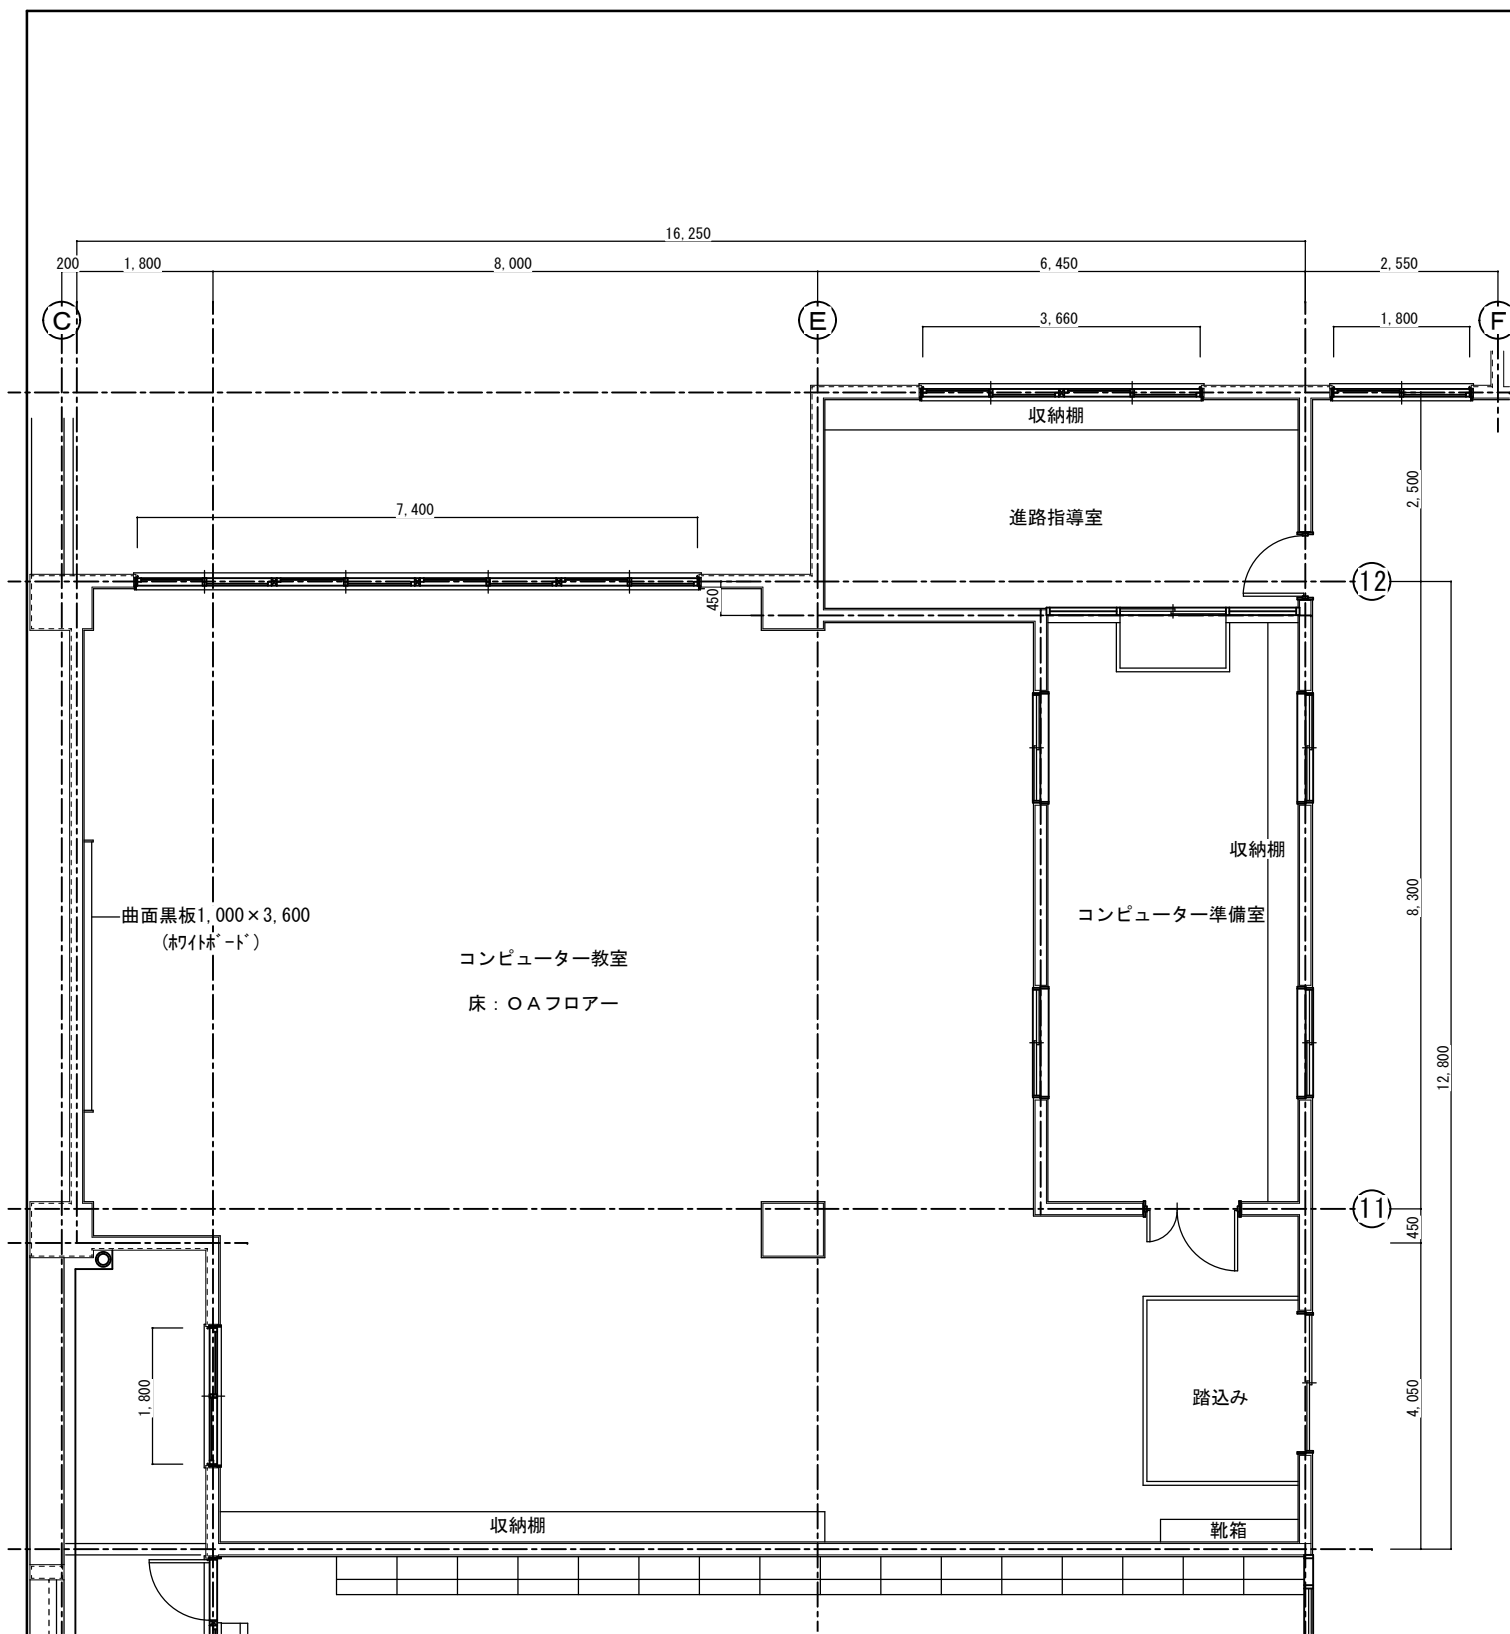 16,250
200
1,800
8,000
6,450
2,550
C
E
3,660
1,800
F
収納棚
2,500
7,400
進路指導室
12
450
収納棚
曲面黒板1,000×3,600
(ﾎﾜｲﾄﾎﾞｰﾄﾞ)
コンピューター準備室
8,300
コンピューター教室
床：ＯＡフロアー
12,800
11
450
1,800
踏込み
4,050
収納棚
靴箱